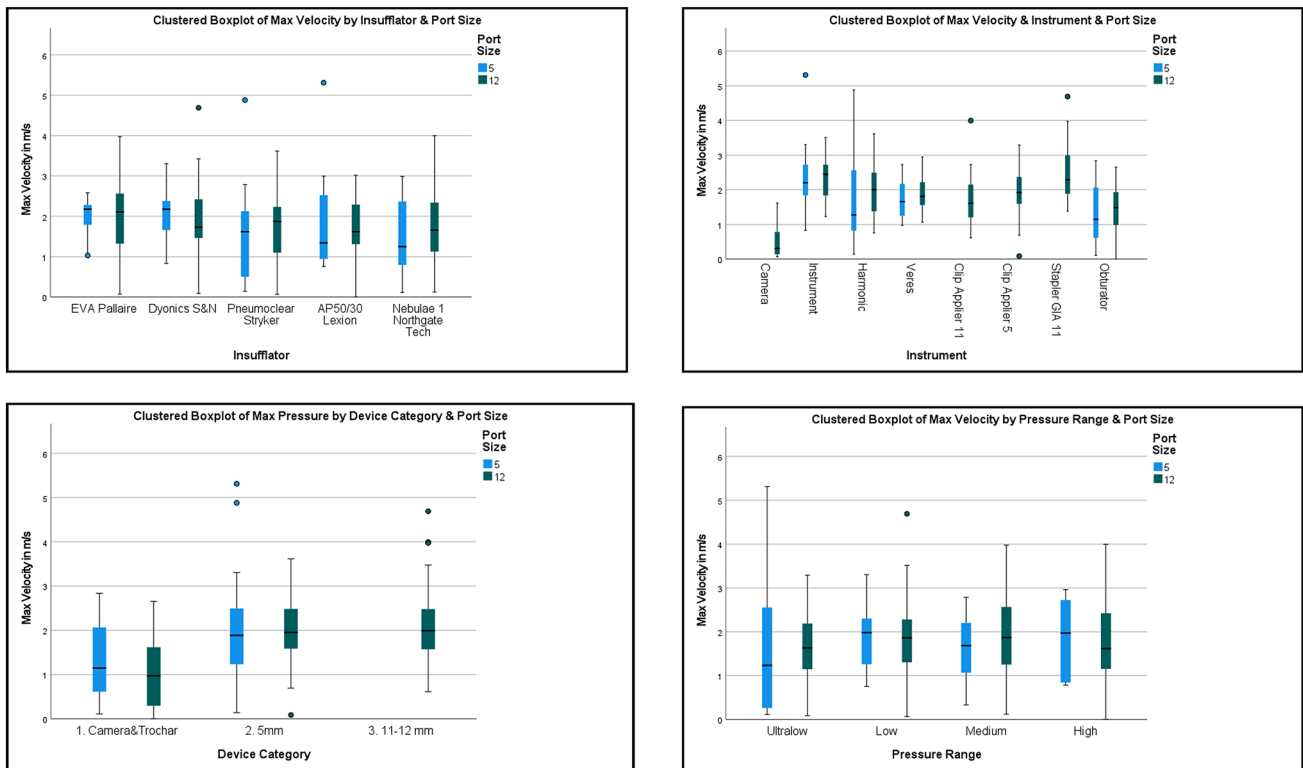 Clustered Boxplot of Max Velocity by Insufflator & Port Size
Port
Size
5
12
Max Velocity in m/s
6
5
4
3
2
1
0
EVA Pallaire
Dyonics S&N
Pneumoclear
Stryker
AP50/30
Lexion
Nebulae 1
Northgate
Tech
Insufflator
Clustered Boxplot of Max Velocity & Instrument & Port Size
Port
Size
5
12
Max Velocity in m/s
6
5
4
3
2
1
0
Camera
Instrument
Harmonic
Veres
Clip Applier 11
Clip Applier 5
Stapler GIA 11
Obturator
Instrument
Clustered Boxplot of Max Pressure by Device Category & Port Size
Port
Size
5
12
Max Velocity in m/s
6
5
4
3
2
1
0
1. Camera&Trochar
2. 5mm
3. 11-12 mm
Device Category
Clustered Boxplot of Max Velocity by Pressure Range & Port Size
Port
Size
5
12
Max Velocity in m/s
6
5
4
3
2
1
0
Ultralow
Low
Medium
High
Pressure Range